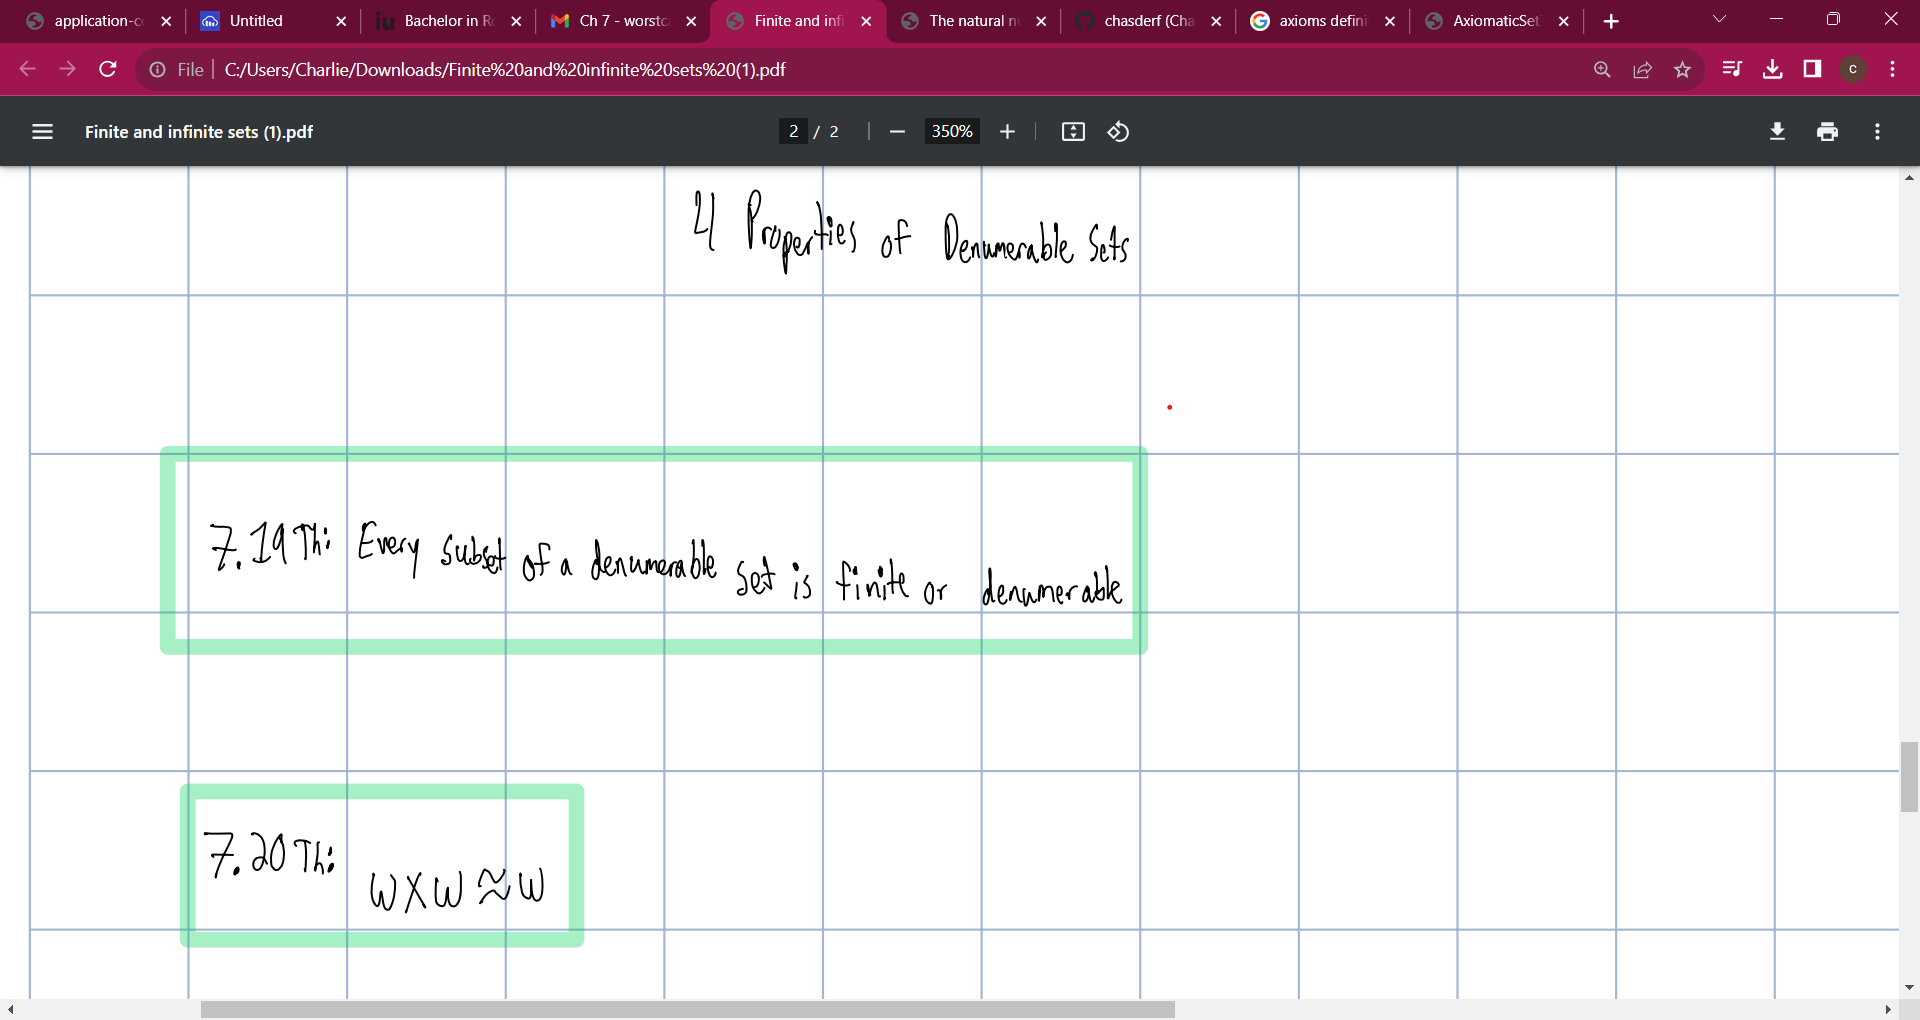 application-c
Untitled
Bachelor in R
Ch 7 - worstc
Finite and infi
The natural n
chasderf (Cha
axioms defini
AxiomaticSet
File
C:/Users/Charlie/Downloads/Finite%20and%20infinite%20sets%20(1).pdf
c
Finite and infinite sets (1).pdf
2 / 2
350%
4 Properties of Denumerable Sets
7.19 Th: Every subset of a denumerable set is finite or denumerable
7.20 Th:
ω×ω≈ω